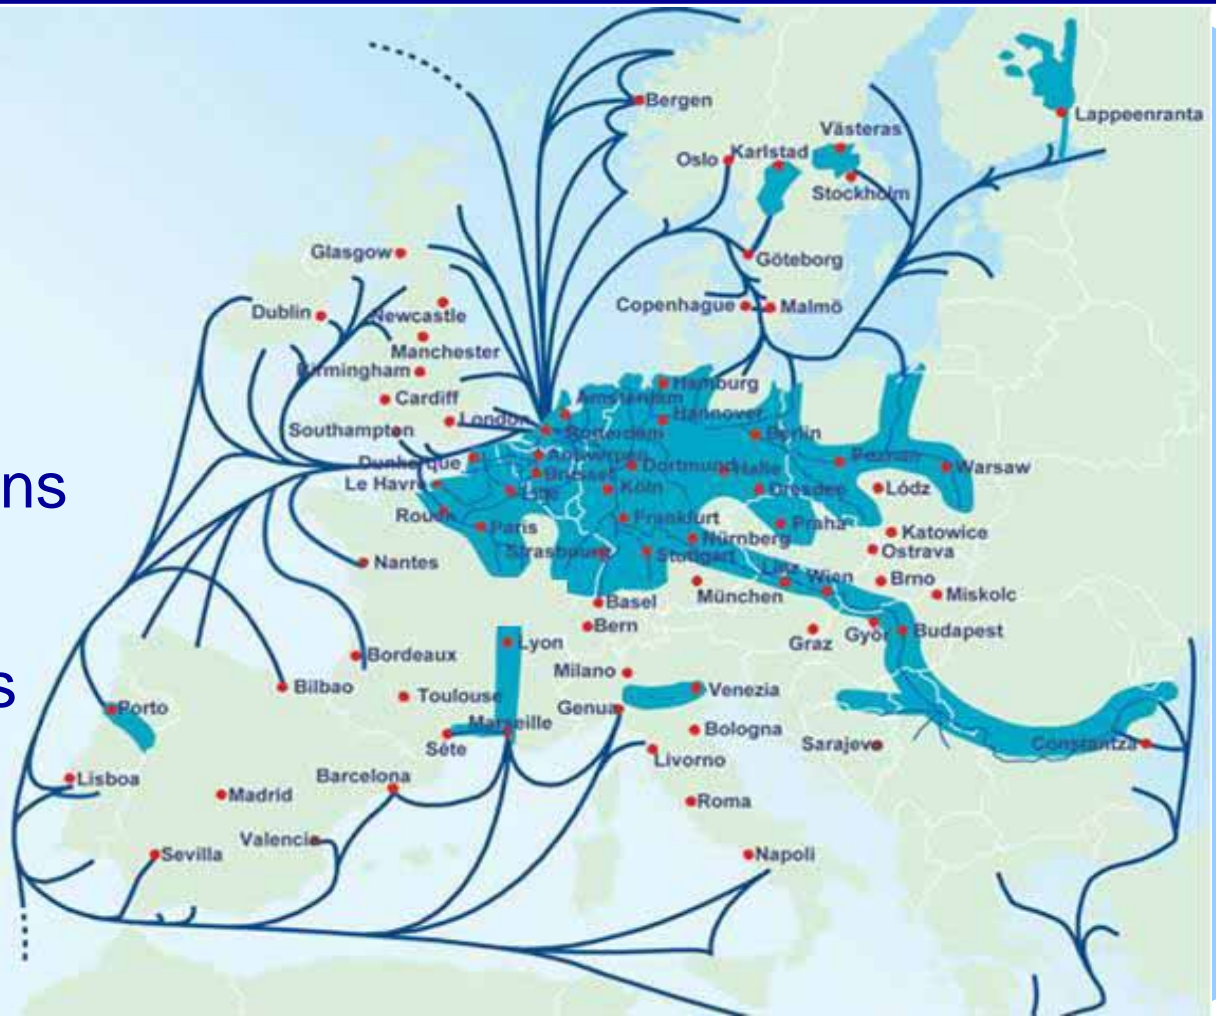 Bergen
Lappeenranta
Västeras
Oslo
Karlstad
Stockholm
Glasgow
Göteborg
Dublin
Newcastle
Copenhague
Malmö
Manchester
Birmingham
Hamburg
Cardiff
Amsterdam
London
Hannover
Southampton
Rotterdam
Berlin
Dunkerque
Antwerpen
Dortmund
Halle
Poznan
Warsaw
Le Havre
Brussel
Lille
Köln
Dresden
Lódz
ns
Rouen
Paris
Frankfurt
Praha
Katowice
Nürnberg
Ostrava
Strasbourg
Stuttgart
Nantes
Linz
Wien
Brno
München
Miskolc
Basel
Bern
Graz
Györ
Budapest
Lyon
Bordeaux
Milano
s
Bilbao
Toulouse
Venezia
Porto
Genua
Marseille
Bologna
Séte
Sarajevo
Constantza
Livorno
Lisboa
Barcelona
Madrid
Roma
Valencia
Sevilla
Napoli